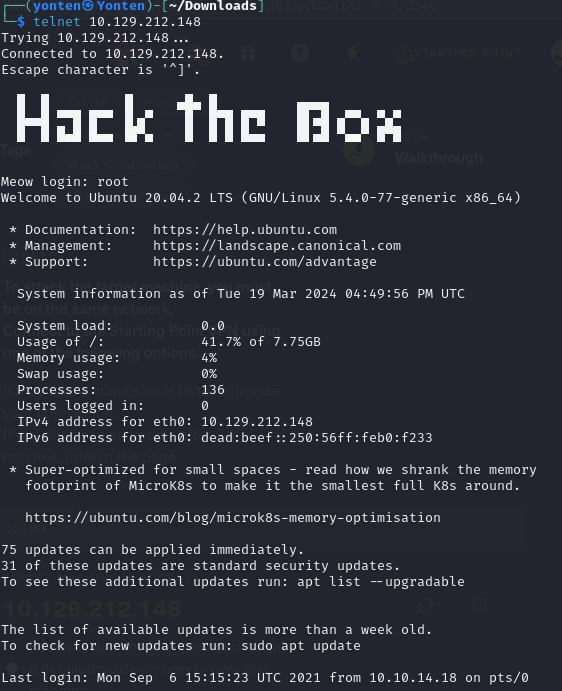 (yonten㉿Yonten)-[~/Downloads]
$ telnet 10.129.212.148
Trying 10.129.212.148...
Connected to 10.129.212.148.
Escape character is '^]'.
Hack the Box
Meow login: root
Welcome to Ubuntu 20.04.2 LTS (GNU/Linux 5.4.0-77-generic x86_64)
* Documentation:  https://help.ubuntu.com
* Management:     https://landscape.canonical.com
* Support:        https://ubuntu.com/advantage
System information as of Tue 19 Mar 2024 04:49:56 PM UTC
System load:             0.0
Usage of /:              41.7% of 7.75GB
Memory usage:            4%
Swap usage:              0%
Processes:               136
Users logged in:         0
IPv4 address for eth0: 10.129.212.148
IPv6 address for eth0: dead:beef::250:56ff:feb0:f233
* Super-optimized for small spaces - read how we shrank the memory
footprint of MicroK8s to make it the smallest full K8s around.
https://ubuntu.com/blog/microk8s-memory-optimisation
75 updates can be applied immediately.
31 of these updates are standard security updates.
To see these additional updates run: apt list --upgradable
The list of available updates is more than a week old.
To check for new updates run: sudo apt update
Last login: Mon Sep  6 15:15:23 UTC 2021 from 10.10.14.18 on pts/0